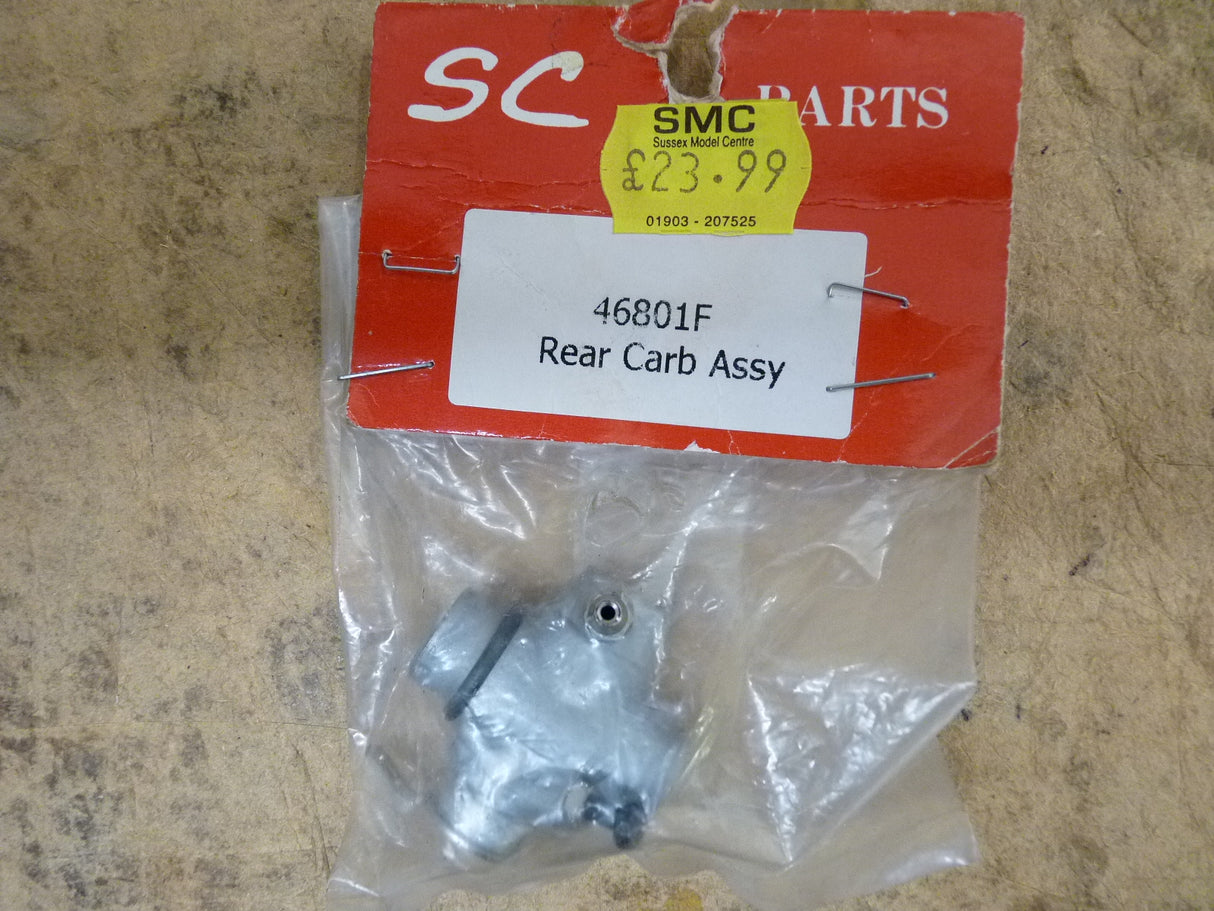 SC PARTS
SMC
Sussex Model Centre
£23.99
01903 - 207525
46801F
Rear Carb Assy